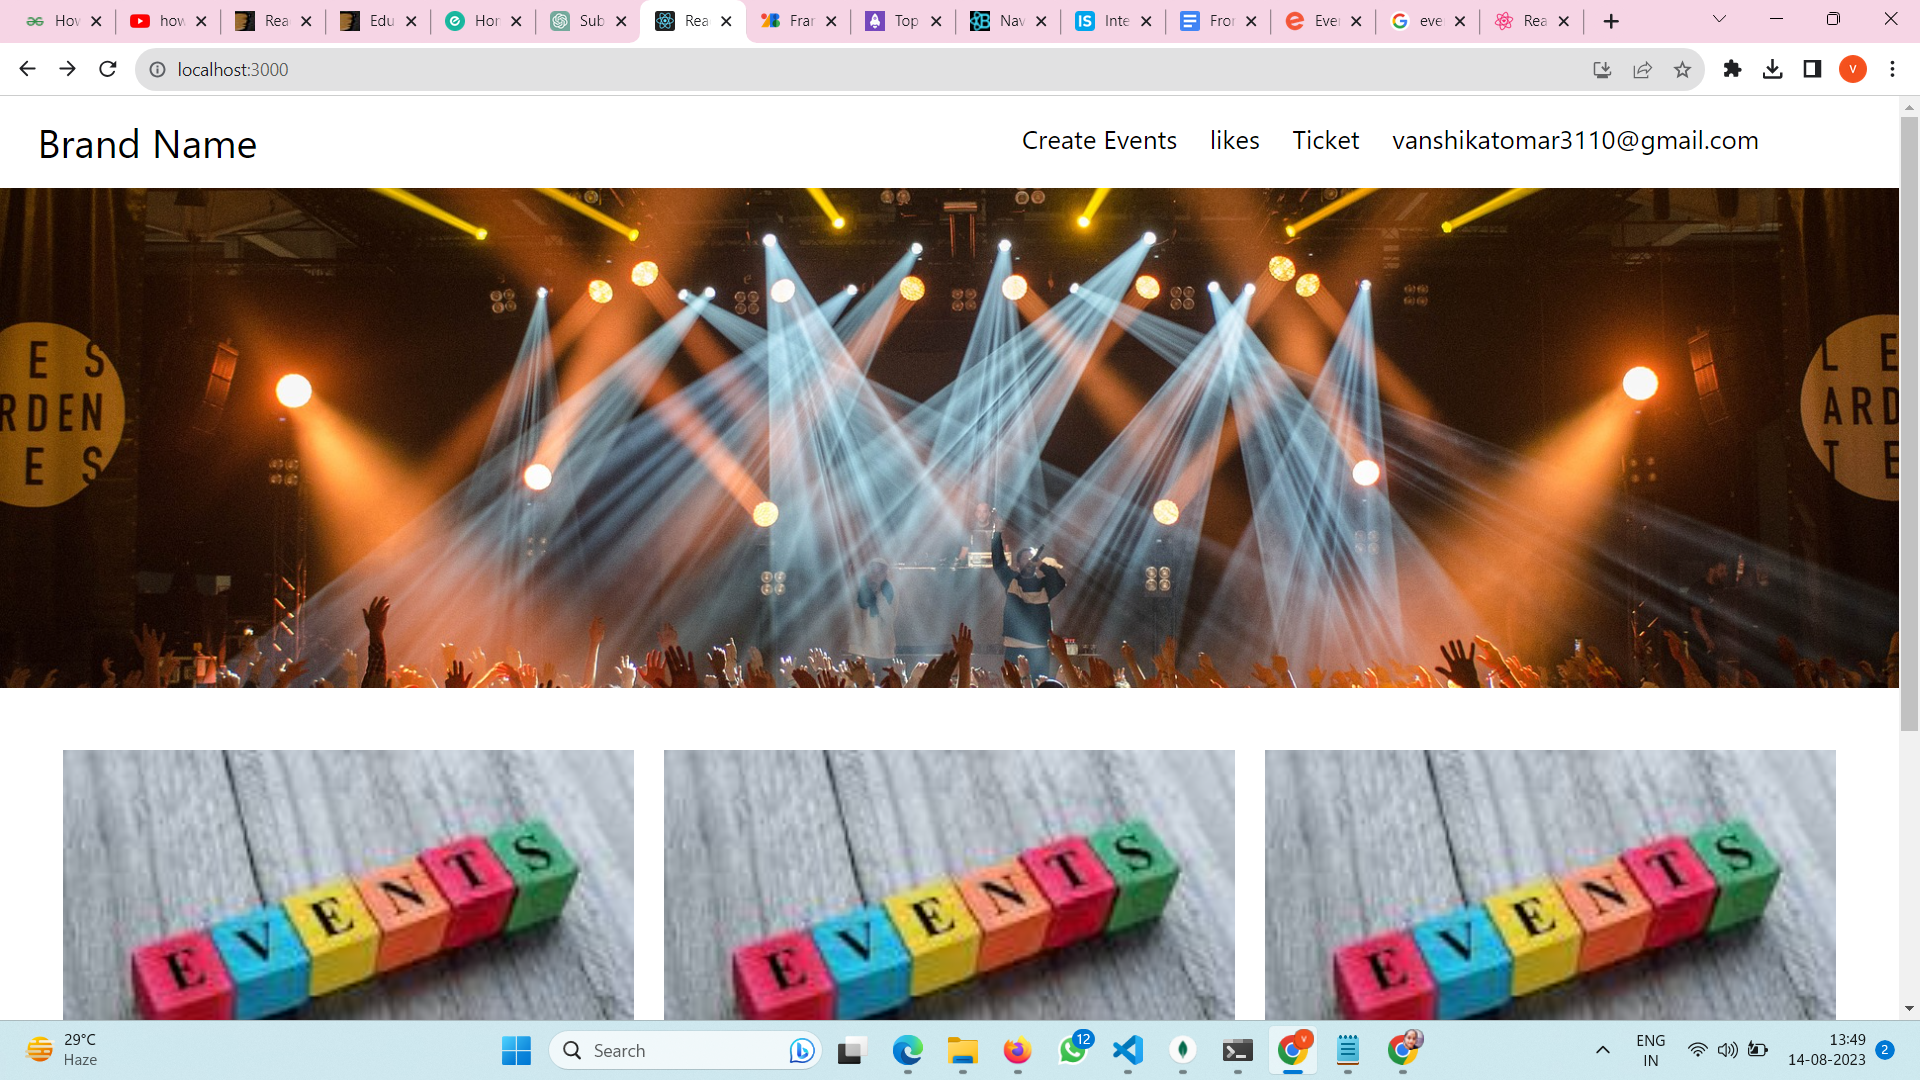 How
how
Rea
Edu
Hor
Sub
Rea
Frar
Top
Nav
Inte
Fror
Ever
eve
Rea
localhost:3000
V
Brand Name
Create Events likes Ticket vanshikatomar3110@gmail.com
E S
RDEN
E S
L E
ARD
T E
EVENTS
EVENTS
EVENTS
29°C
Haze
Search
12
V
ENG
IN
13:49
14-08-2023
2